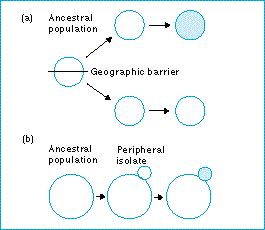 (a)
Ancestral
population
Geographic barrier
(b)
Ancestral
population
Peripheral
isolate